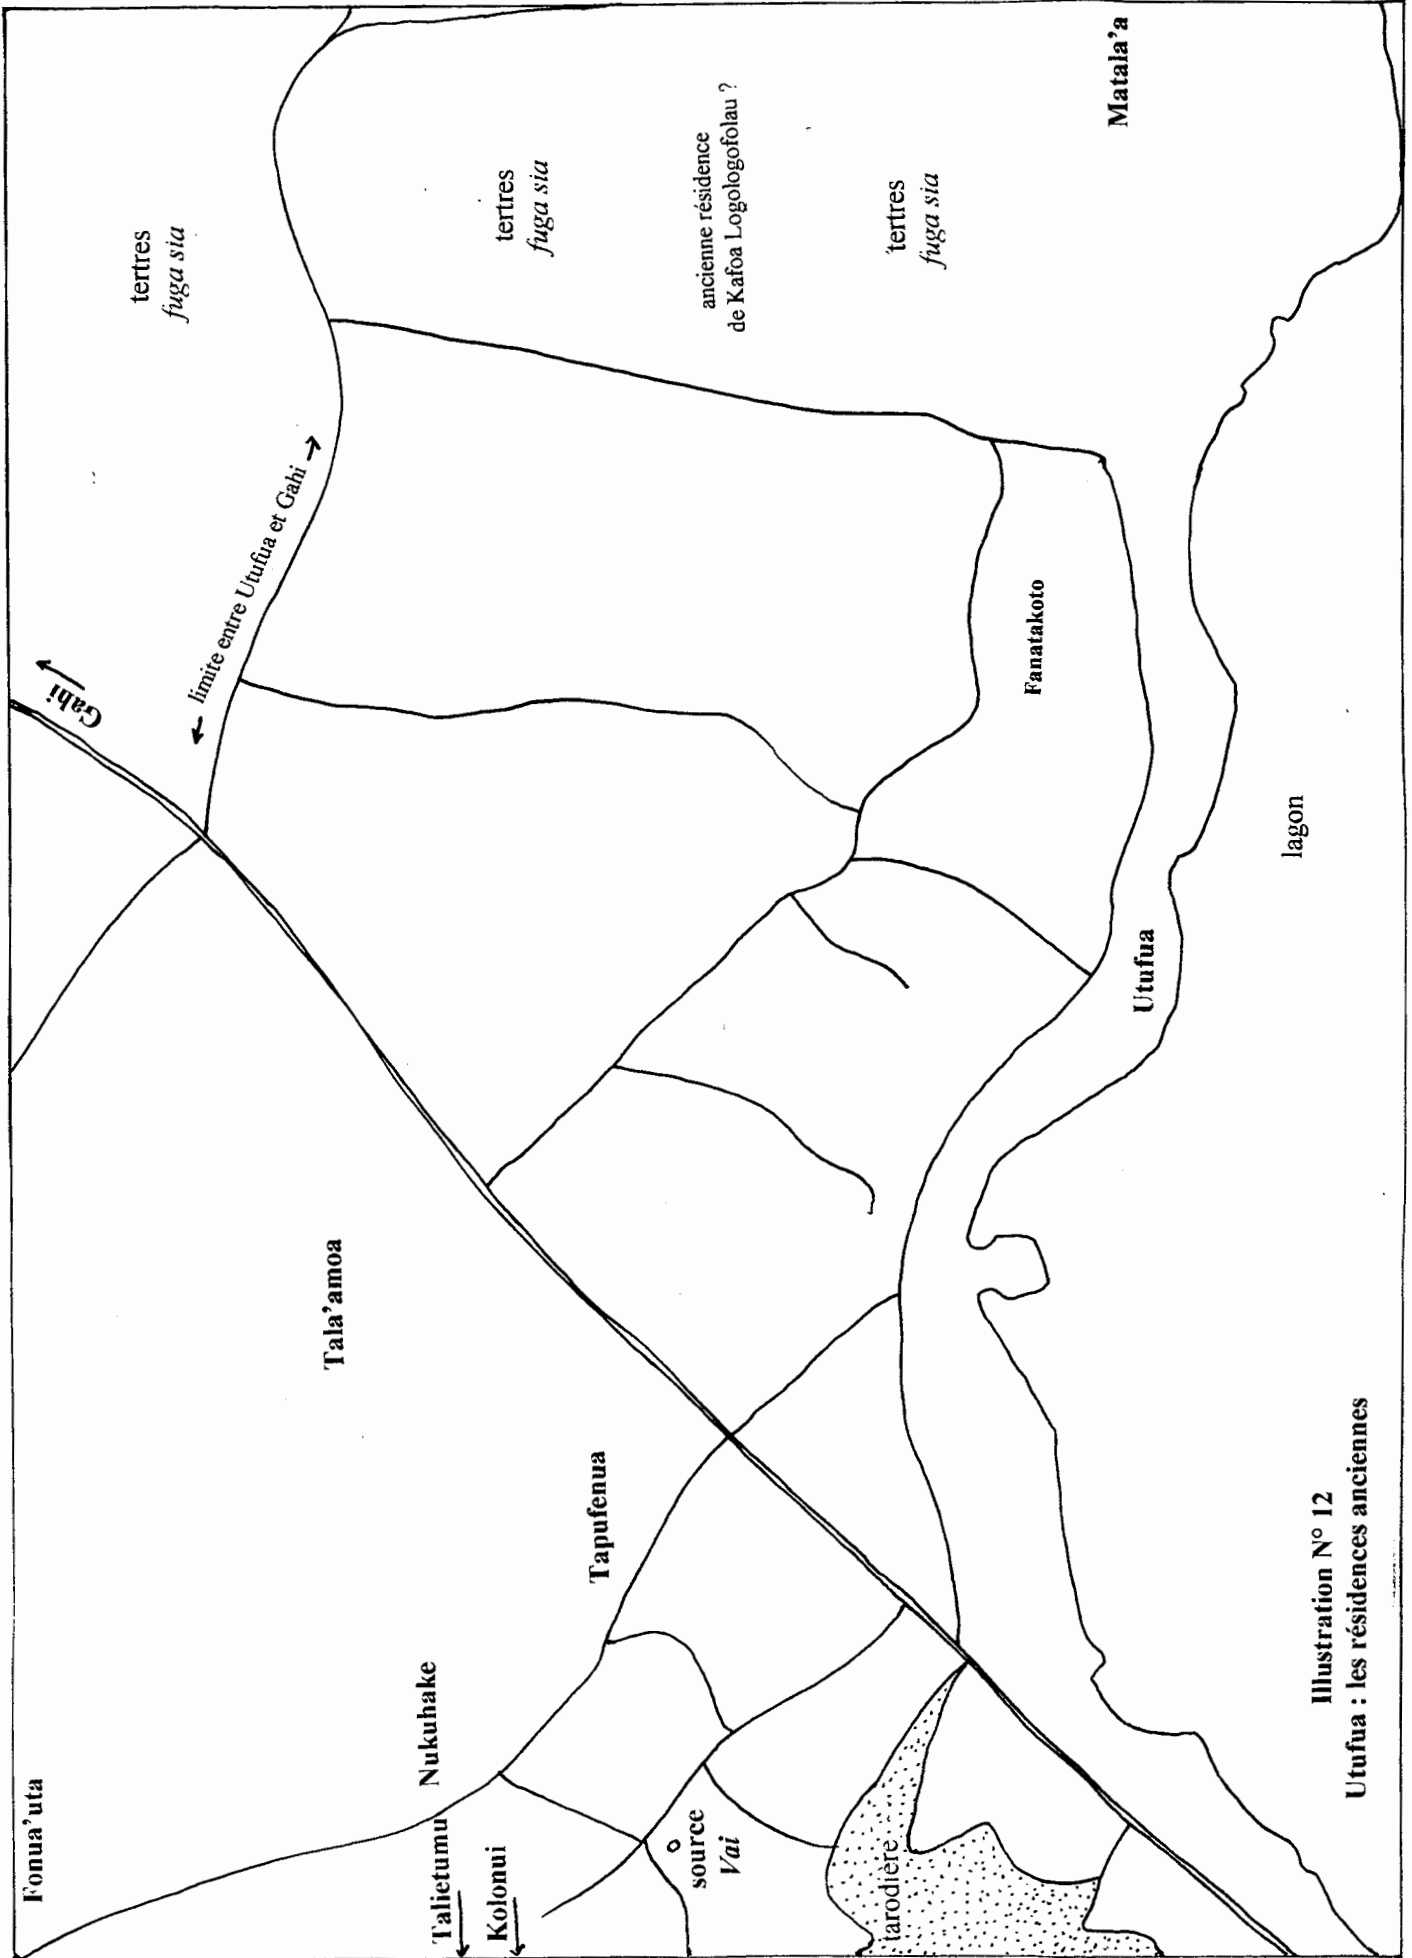 Fonua'uta
Talietumu
Kolonui
Nukuhake
source
Vai
tarodière
Tapufenua
Tala'amoa
Gahi
limite entre Utufua et Gahi
tertres
fuga sia
tertres
fuga sia
ancienne résidence
de Kafoa Logologofolau ?
tertres
fuga sia
Matala'a
Fanatakoto
Utufua
lagon
Illustration N° 12
Utufua : les résidences anciennes